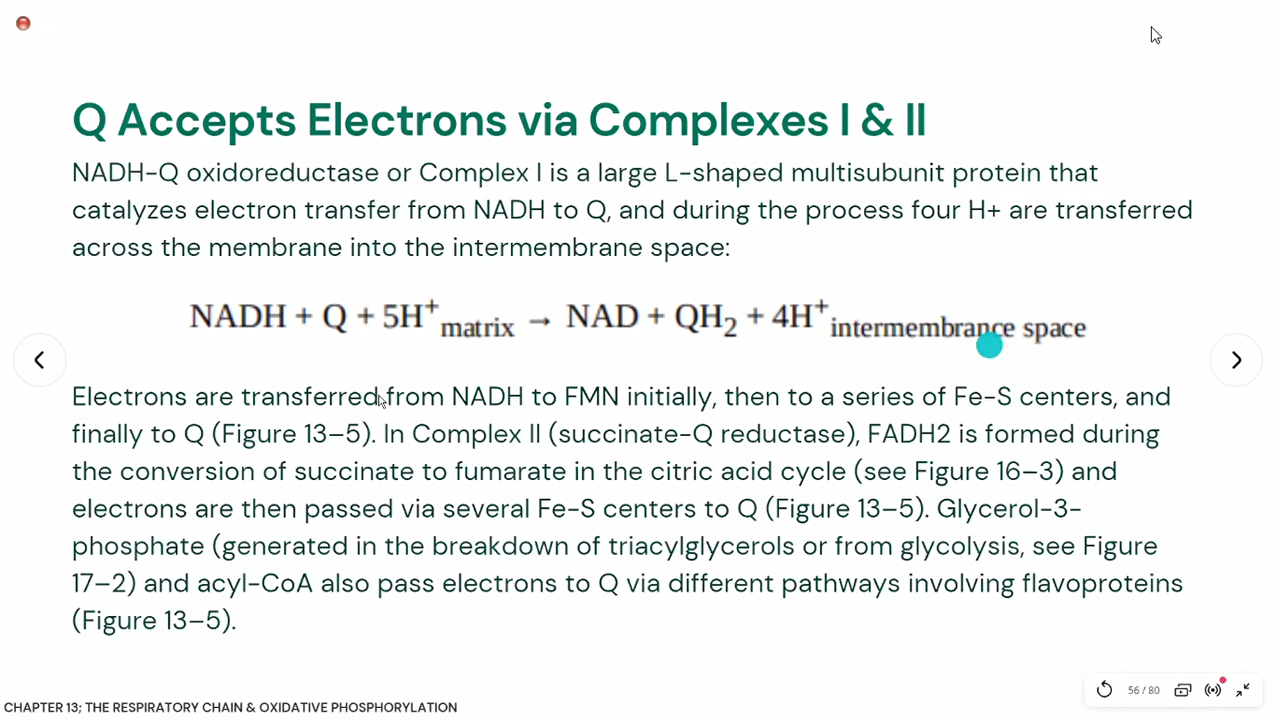 Q Accepts Electrons via Complexes I & II
NADH-Q oxidoreductase or Complex I is a large L-shaped multisubunit protein that
catalyzes electron transfer from NADH to Q, and during the process four H+ are transferred
across the membrane into the intermembrane space:
NADH + Q + 5H⁺matrix → NAD + QH₂ + 4H⁺intermembrance space
Electrons are transferred from NADH to FMN initially, then to a series of Fe-S centers, and
finally to Q (Figure 13–5). In Complex II (succinate-Q reductase), FADH2 is formed during
the conversion of succinate to fumarate in the citric acid cycle (see Figure 16–3) and
electrons are then passed via several Fe-S centers to Q (Figure 13–5). Glycerol-3-
phosphate (generated in the breakdown of triacylglycerols or from glycolysis, see Figure
17–2) and acyl-CoA also pass electrons to Q via different pathways involving flavoproteins
(Figure 13–5).
56 / 80
CHAPTER 13; THE RESPIRATORY CHAIN & OXIDATIVE PHOSPHORYLATION